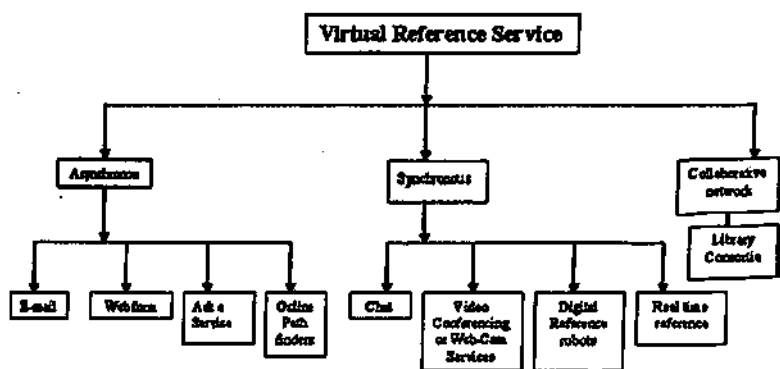 Virtual Reference Service
Asynchronous
Synchronous
Collaborative
network
Library
Consortia
E-mail
Webform
Ask a
Service
Online
Path
finders
Chat
Video
Conferencing
or Web-Cam
Services
Digital
Reference
robots
Real time
reference